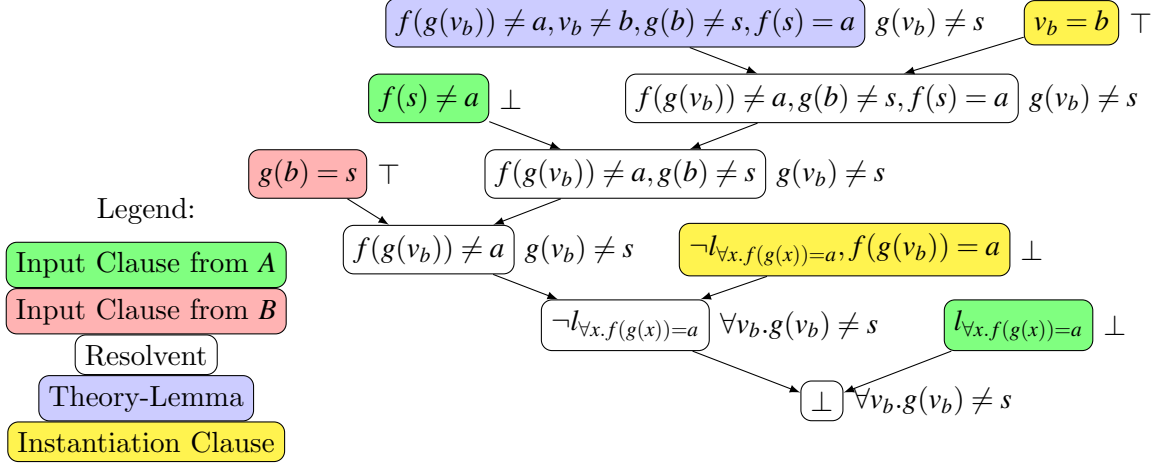 f(g(v_b)) ≠ a, v_b ≠ b, g(b) ≠ s, f(s) = a g(v_b) ≠ s v_b = b ⊤
f(s) ≠ a ⊥ f(g(v_b)) ≠ a, g(b) ≠ s, f(s) = a g(v_b) ≠ s
g(b) = s ⊤ f(g(v_b)) ≠ a, g(b) ≠ s g(v_b) ≠ s
Legend:
f(g(v_b)) ≠ a g(v_b) ≠ s ¬l_{∀x.f(g(x))=a}, f(g(v_b)) = a ⊥
Input Clause from A
Input Clause from B
¬l_{∀x.f(g(x))=a} ∀v_b.g(v_b) ≠ s l_{∀x.f(g(x))=a} ⊥
Resolvent
Theory-Lemma
⊥ ∀v_b.g(v_b) ≠ s
Instantiation Clause